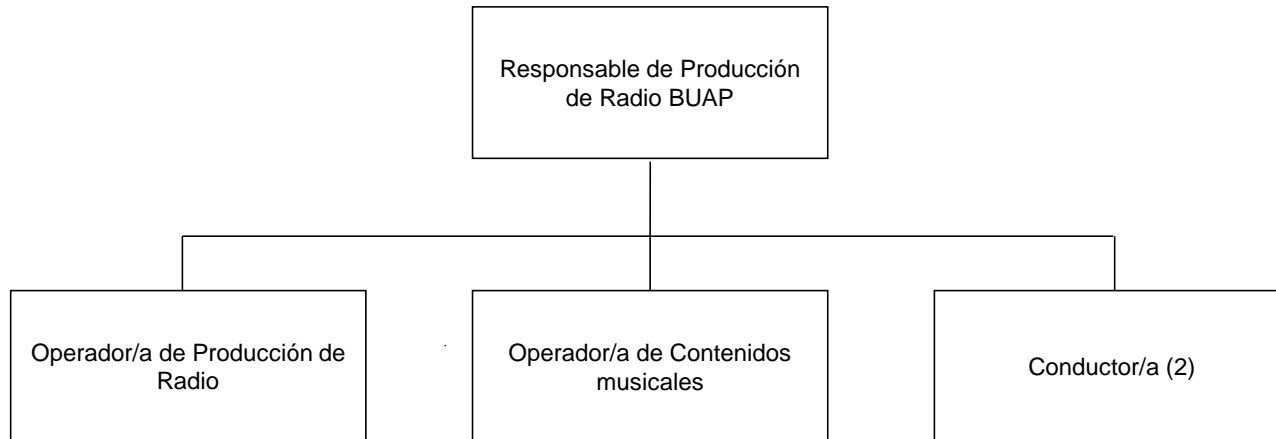 Responsable de Producción
de Radio BUAP
Operador/a de Producción de
Radio
Operador/a de Contenidos
musicales
Conductor/a (2)